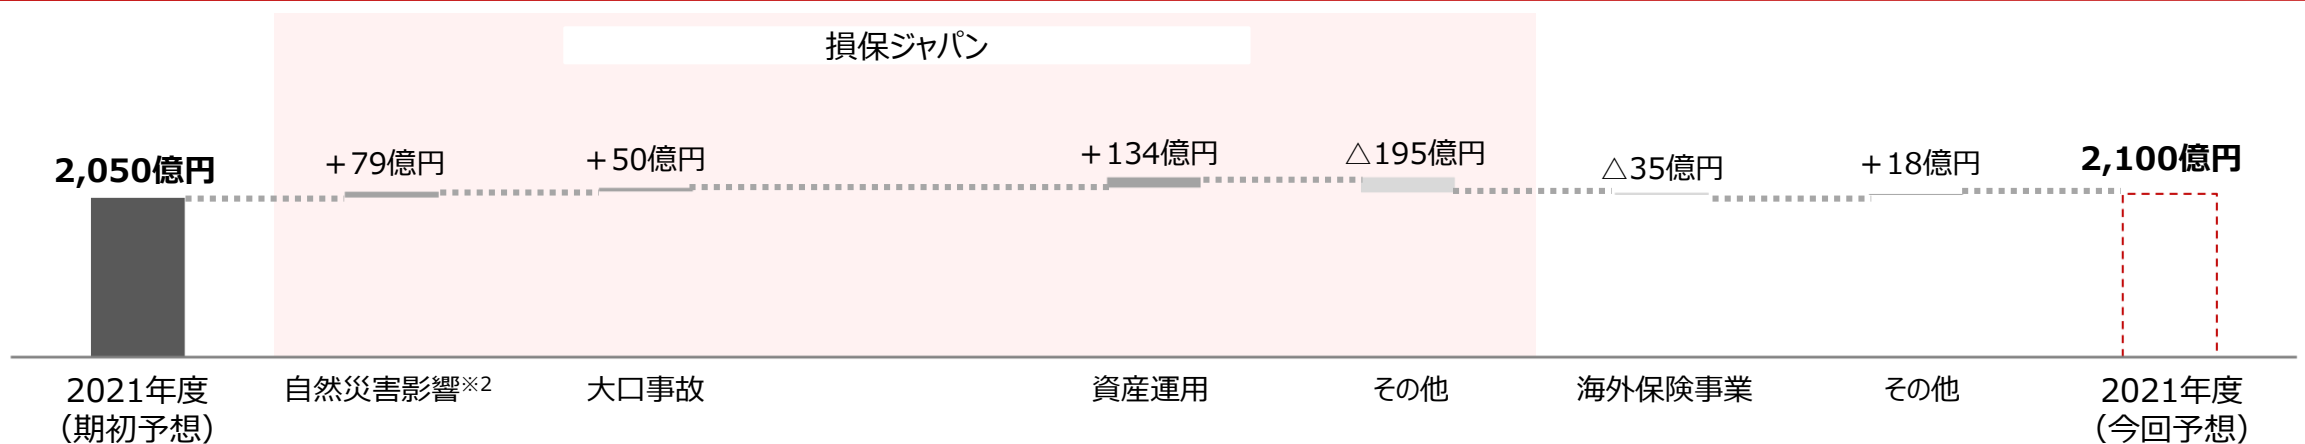 損保ジャパン
2,050億円
+79億円
+50億円
+134億円
△195億円
△35億円
+18億円
2,100億円
2021年度
(期初予想)
自然災害影響※2
大口事故
資産運用
その他
海外保険事業
その他
2021年度
(今回予想)